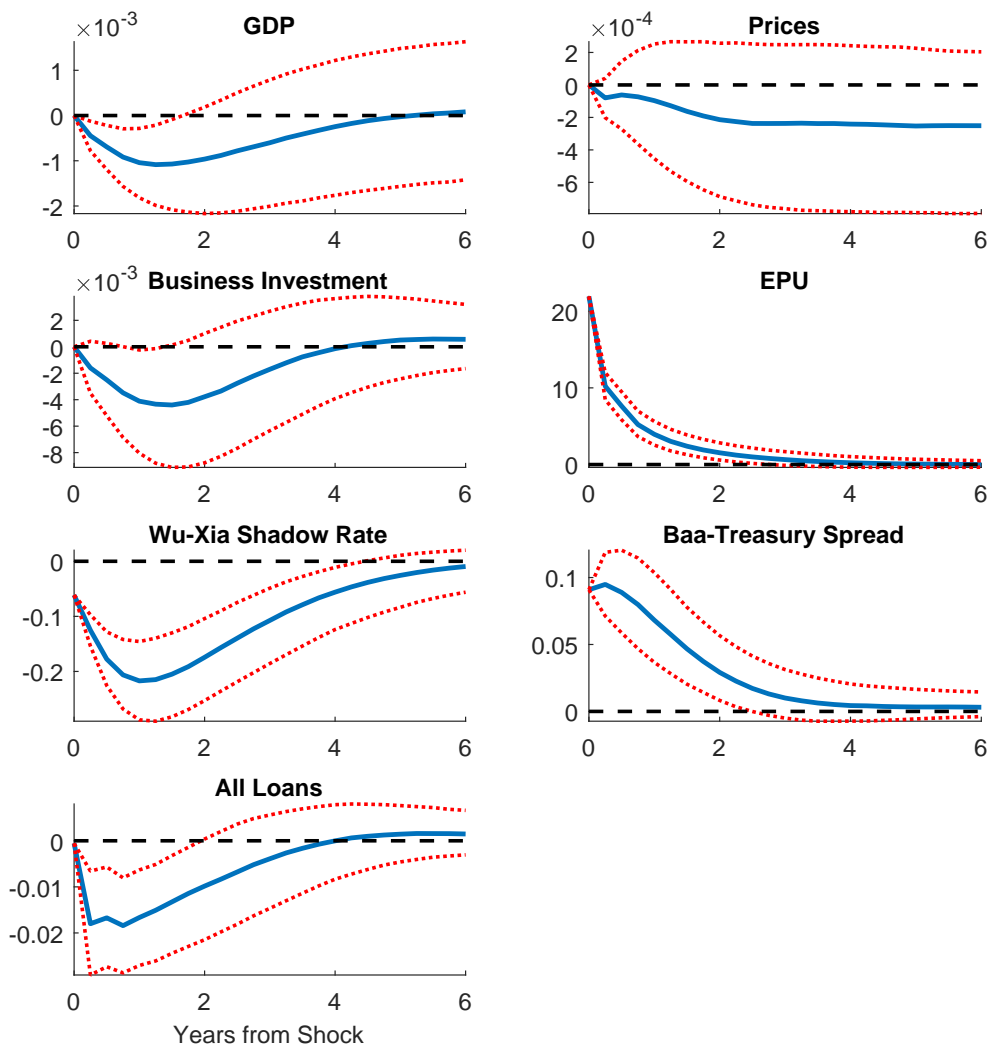 GDP
×10⁻³
1
0
-1
-2
0 2 4 6
Prices
×10⁻⁴
2
0
-2
-4
-6
0 2 4 6
Business Investment
×10⁻³
2
0
-2
-4
-6
-8
0 2 4 6
EPU
20
10
0
0 2 4 6
Wu-Xia Shadow Rate
0
-0.1
-0.2
0 2 4 6
Baa-Treasury Spread
0.1
0.05
0
0 2 4 6
All Loans
0
-0.01
-0.02
0 2 4 6
Years from Shock